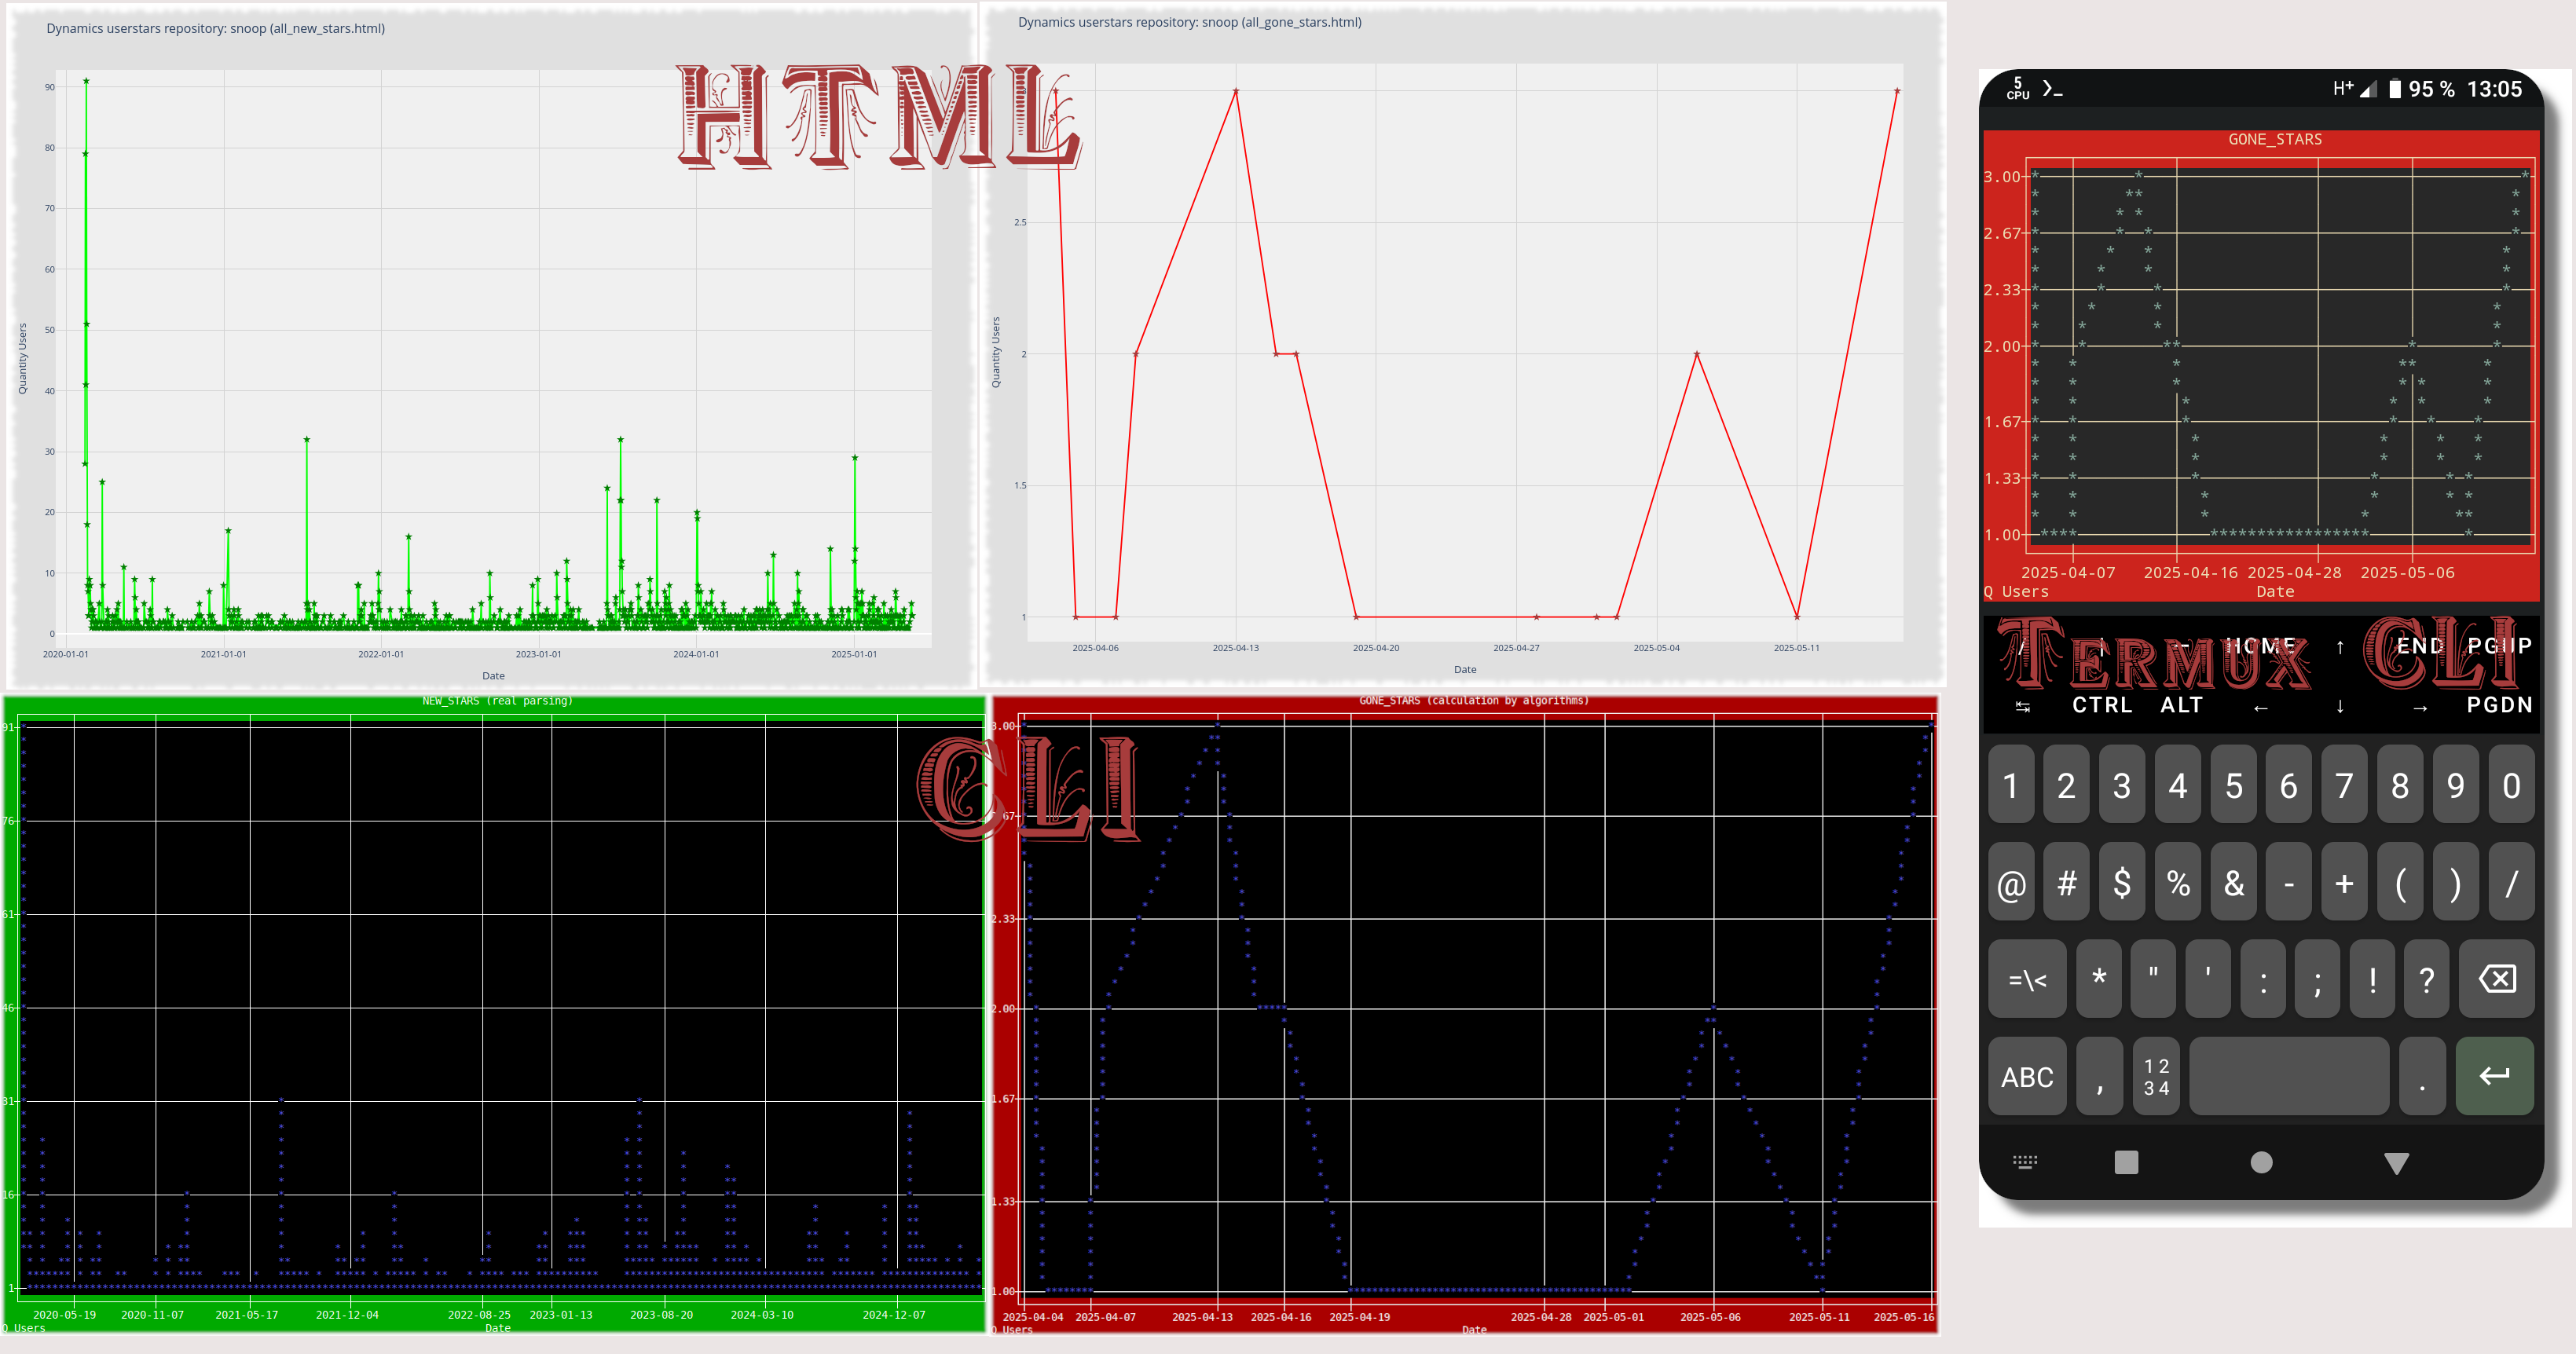 Dynamics userstars repository: snoop (all_new_stars.html)
90
80
70
60
50
40
30
20
10
0
Quantity Users
2020-01-01 2021-01-01 2022-01-01 2023-01-01 2024-01-01 2025-01-01
Date
HTML
Dynamics userstars repository: snoop (all_gone_stars.html)
2.5
2
1.5
1
Quantity Users
2025-04-06 2025-04-13 2025-04-20 2025-04-27 2025-05-04 2025-05-11
Date
NEW_STARS (real parsing)
91
76
61
46
31
16
1
2020-05-19 2020-11-07 2021-05-17 2021-12-04 2022-08-25 2023-01-13 2023-08-20 2024-03-10 2024-12-07
Q Users Date
CLI
GONE_STARS (calculation by algorithms)
3.00
2.33
2.00
1.67
1.33
1.00
2025-04-04 2025-04-07 2025-04-13 2025-04-16 2025-04-19 2025-04-28 2025-05-01 2025-05-06 2025-05-11 2025-05-16
Q Users Date
5
CPU
H+ 95 % 13:05
GONE_STARS
3.00
2.67
2.33
2.00
1.67
1.33
1.00
2025-04-07 2025-04-16 2025-04-28 2025-05-06
Q Users Date
TERMUX CLI
HOME ↑ END PGUP
↹ CTRL ALT ← ↓ → PGDN
1 2 3 4 5 6 7 8 9 0
@ # $ % & - + ( ) /
=\< * " ' : ; ! ?
ABC , 1 2 .
3 4